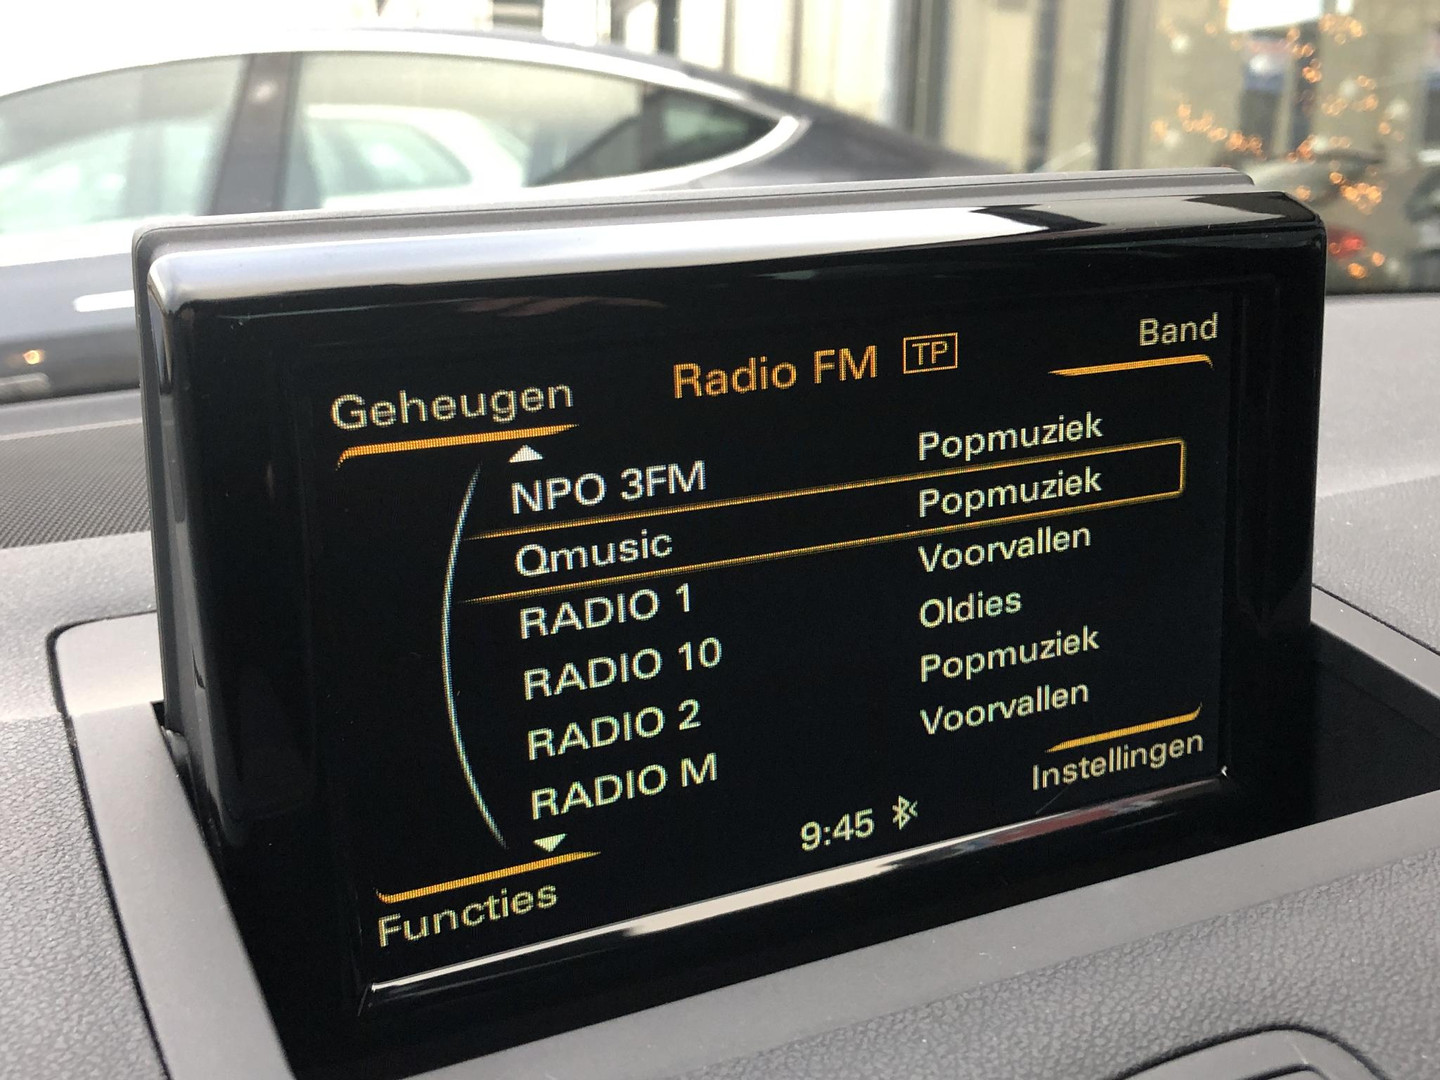 Geheugen
Radio FM TP
Band
NPO 3FM Popmuziek
Qmusic Popmuziek
RADIO 1 Voorvallen
RADIO 10 Oldies
RADIO 2 Popmuziek
RADIO M Voorvallen
Functies
9:45
Instellingen